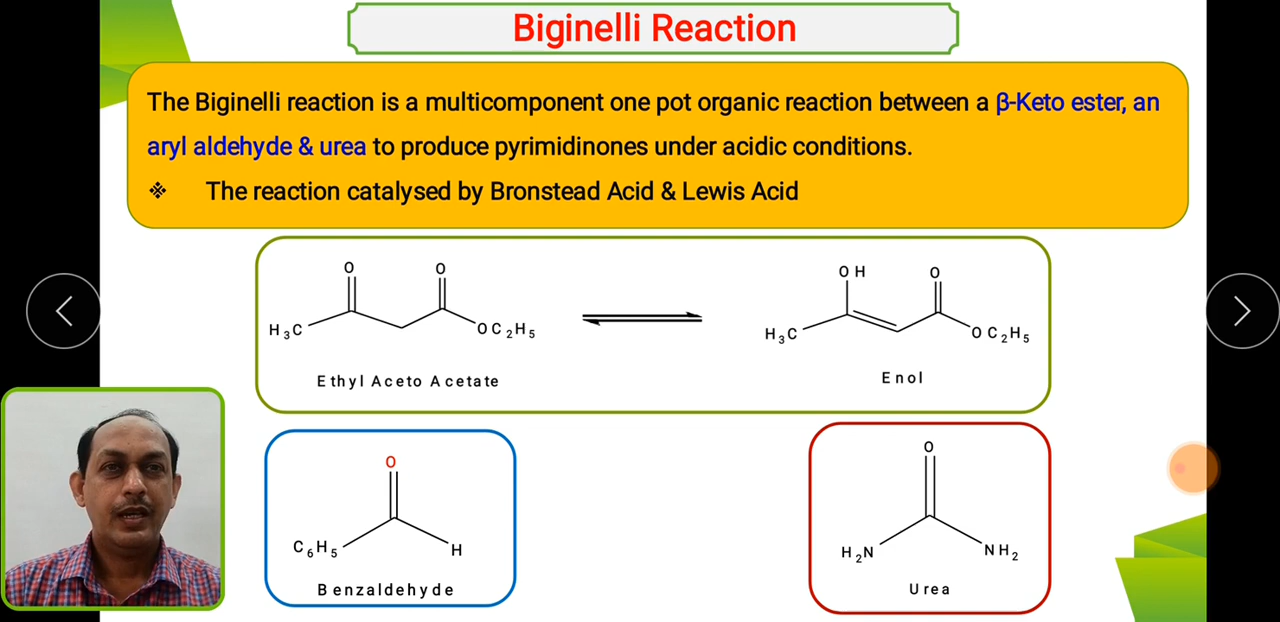 Biginelli Reaction
The Biginelli reaction is a multicomponent one pot organic reaction between a β-Keto ester, an
aryl aldehyde & urea to produce pyrimidinones under acidic conditions.
❖ The reaction catalysed by Bronstead Acid & Lewis Acid
O O
H3C OC2H5
Ethyl Aceto Acetate
OH O
H3C OC2H5
Enol
O
C6H5 H
Benzaldehyde
O
H2N NH2
Urea